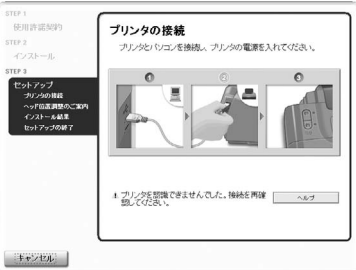 STEP 1
使用許諾契約
STEP 2
インストール
STEP 3
セットアップ
プリンタの接続
ヘッド位置調整のご案内
インストール結果
セットアップの終了
プリンタの接続
プリンタとパソコンを接続し、プリンタの電源を入れてください。
1
2
3
プリンタを認識できませんでした。接続を再確
認してください。
ヘルプ
キャンセル